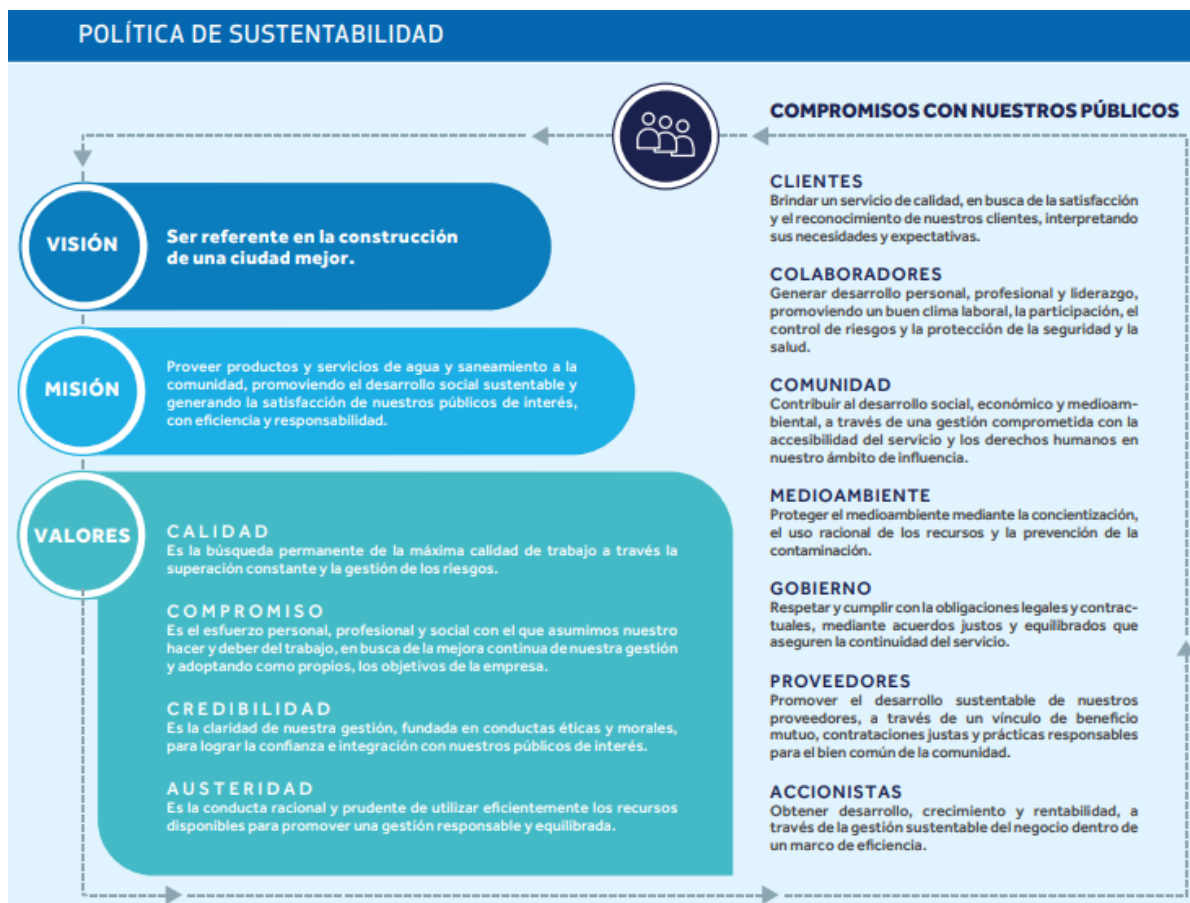 POLÍTICA DE SUSTENTABILIDAD
VISIÓN
Ser referente en la construcción
de una ciudad mejor.
MISIÓN
Proveer productos y servicios de agua y saneamiento a la
comunidad, promoviendo el desarrollo social sustentable y
generando la satisfacción de nuestros públicos de interés,
con eficiencia y responsabilidad.
VALORES
CALIDAD
Es la búsqueda permanente de la máxima calidad de trabajo a través la
superación constante y la gestión de los riesgos.
COMPROMISO
Es el esfuerzo personal, profesional y social con el que asumimos nuestro
hacer y deber del trabajo, en busca de la mejora continua de nuestra gestión
y adoptando como propios, los objetivos de la empresa.
CREDIBILIDAD
Es la claridad de nuestra gestión, fundada en conductas éticas y morales,
para lograr la confianza e integración con nuestros públicos de interés.
AUSTERIDAD
Es la conducta racional y prudente de utilizar eficientemente los recursos
disponibles para promover una gestión responsable y equilibrada.
COMPROMISOS CON NUESTROS PÚBLICOS
CLIENTES
Brindar un servicio de calidad, en busca de la satisfacción
y el reconocimiento de nuestros clientes, interpretando
sus necesidades y expectativas.
COLABORADORES
Generar desarrollo personal, profesional y liderazgo,
promoviendo un buen clima laboral, la participación, el
control de riesgos y la protección de la seguridad y la
salud.
COMUNIDAD
Contribuir al desarrollo social, económico y medioam-
biental, a través de una gestión comprometida con la
accesibilidad del servicio y los derechos humanos en
nuestro ámbito de influencia.
MEDIOAMBIENTE
Proteger el medioambiente mediante la concientización,
el uso racional de los recursos y la prevención de la
contaminación.
GOBIERNO
Respetar y cumplir con la obligaciones legales y contrac-
tuales, mediante acuerdos justos y equilibrados que
aseguren la continuidad del servicio.
PROVEEDORES
Promover el desarrollo sustentable de nuestros
proveedores, a través de un vínculo de beneficio
mutuo, contrataciones justas y prácticas responsables
para el bien común de la comunidad.
ACCIONISTAS
Obtener desarrollo, crecimiento y rentabilidad, a
través de la gestión sustentable del negocio dentro de
un marco de eficiencia.